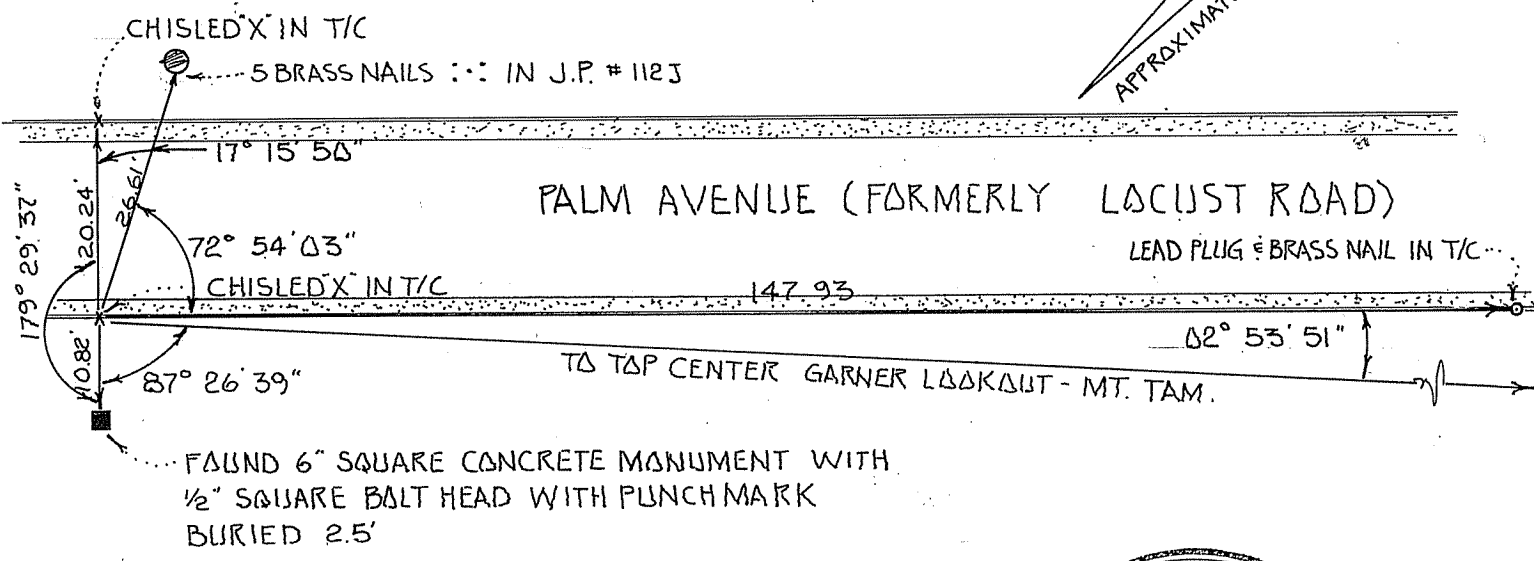 CHISLED "X" IN T/C
5 BRASS NAILS :·: IN J.P. # 112J
APPROXIMAT
17° 15' 50"
179° 29' 37"
20.24'
26.61'
PALM AVENUE (FORMERLY LOCUST ROAD)
72° 54' 03"
LEAD PLUG & BRASS NAIL IN T/C
CHISLED "X" IN T/C
147.93
02° 53' 51"
10.82'
87° 26' 39"
TO TOP CENTER GARNER LOOKOUT - MT. TAM.
FOUND 6" SQUARE CONCRETE MONUMENT WITH
1/2" SQUARE BOLT HEAD WITH PUNCHMARK
BURIED 2.5'